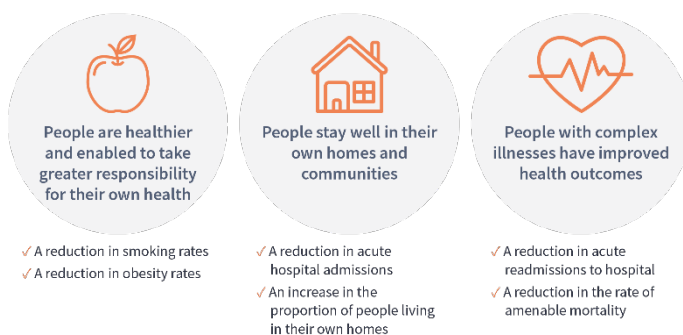 People are healthier
and enabled to take
greater responsibility
for their own health
✓ A reduction in smoking rates
✓ A reduction in obesity rates
People stay well in their
own homes and
communities
✓ A reduction in acute
hospital admissions
✓ An increase in the
proportion of people living
in their own homes
People with complex
illnesses have improved
health outcomes
✓ A reduction in acute
readmissions to hospital
✓ A reduction in the rate of
amenable mortality